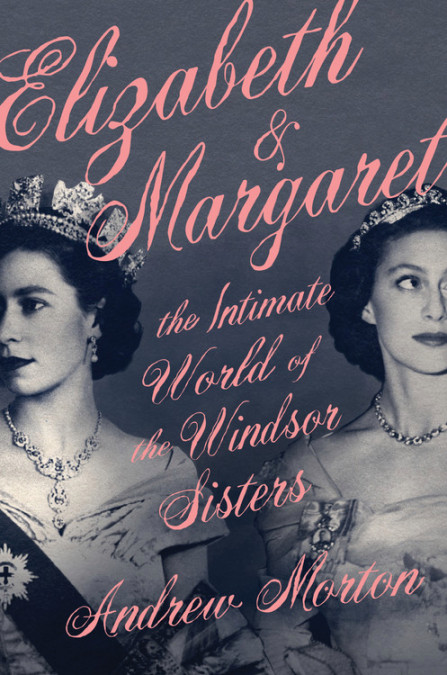 Elizabeth
&
Margaret
the Intimate
World of
the Windsor
Sisters
Andrew Morton